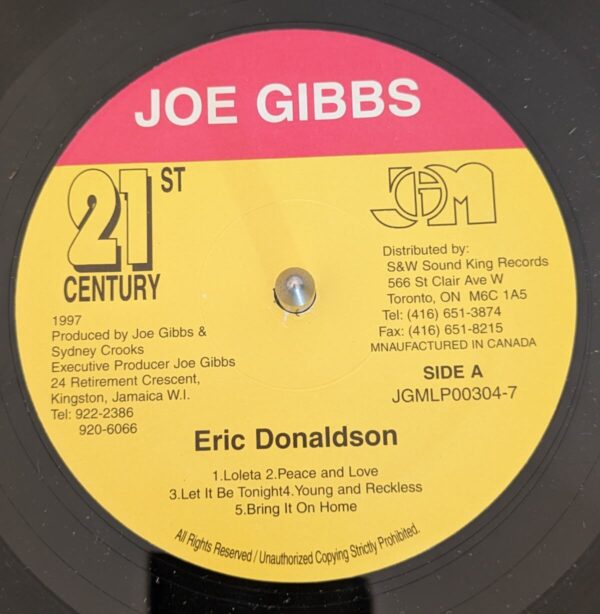 JOE GIBBS
21ST
CENTURY
JGM
1997
Produced by Joe Gibbs &
Sydney Crooks
Executive Producer Joe Gibbs
24 Retirement Crescent,
Kingston, Jamaica W.I.
Tel: 922-2386
920-6066
Distributed by:
S&W Sound King Records
566 St Clair Ave W
Toronto, ON M6C 1A5
Tel: (416) 651-3874
Fax: (416) 651-8215
MNAUFACTURED IN CANADA
SIDE A
JGMLP00304-7
Eric Donaldson
1.Loleta 2.Peace and Love
3.Let It Be Tonight4.Young and Reckless
5.Bring It On Home
All Rights Reserved / Unauthorized Copying Strictly Prohibited.